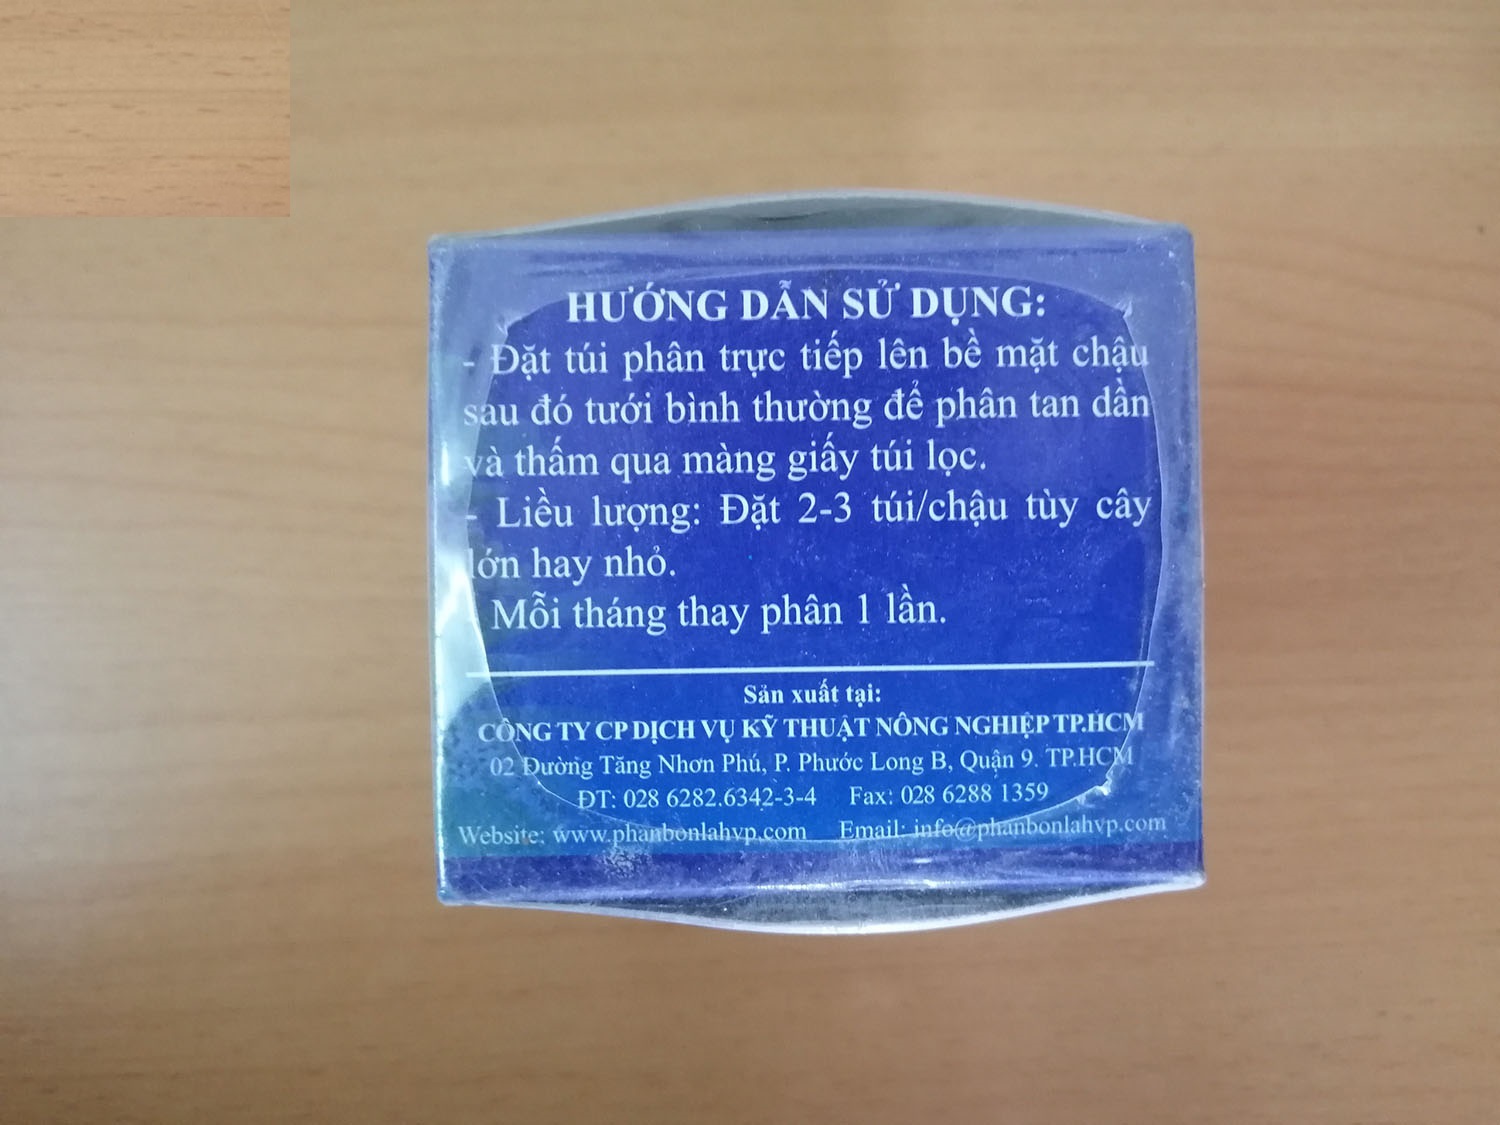 HƯỚNG DẪN SỬ DỤNG:
- Đặt túi phân trực tiếp lên bề mặt chậu
sau đó tưới bình thường để phân tan dần
và thấm qua màng giấy túi lọc.
- Liều lượng: Đặt 2-3 túi/chậu tùy cây
lớn hay nhỏ.
- Mỗi tháng thay phân 1 lần.
Sản xuất tại:
CÔNG TY CP DỊCH VỤ KỸ THUẬT NÔNG NGHIỆP TP.HCM
02 Đường Tăng Nhơn Phú, P. Phước Long B, Quận 9. TP.HCM
ĐT: 028 6282.6342-3-4 Fax: 028 6288 1359
Website: www.phanbonlahvp.com Email: info@phanbonlahvp.com